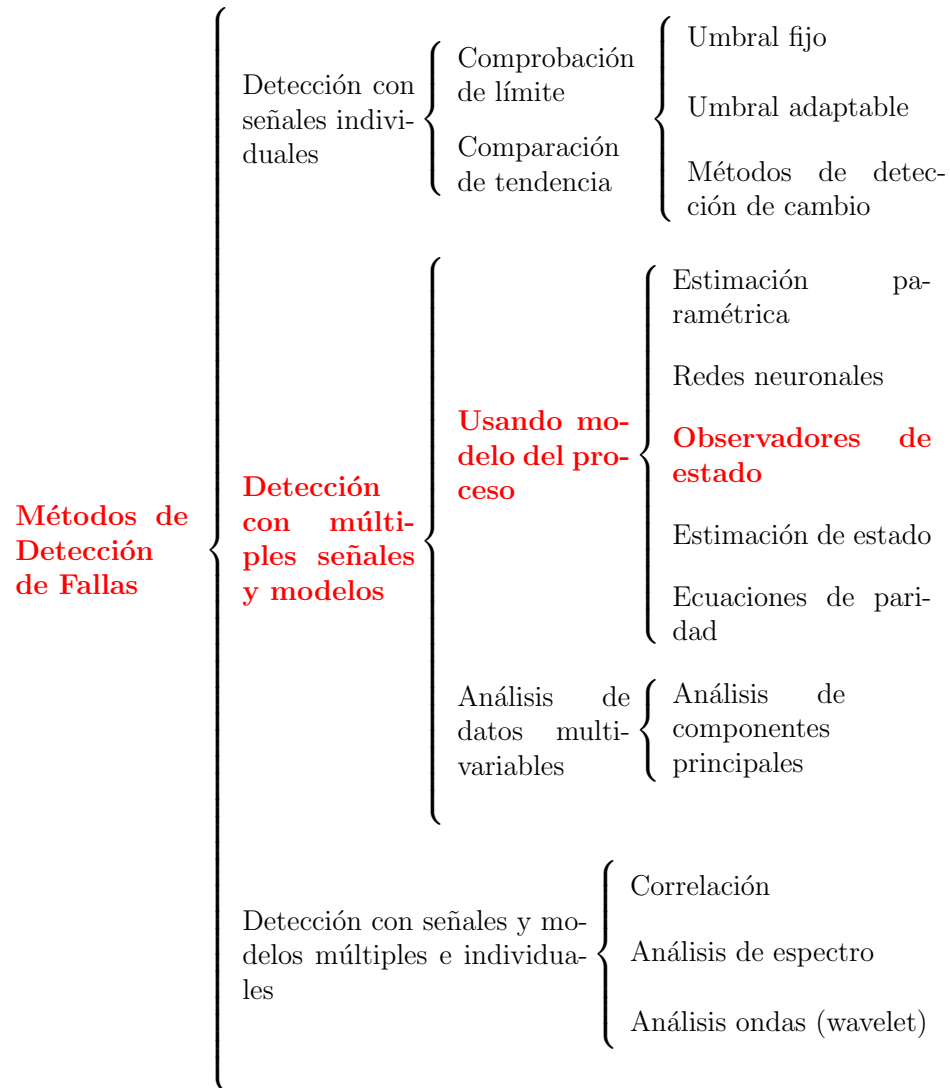 Métodos de
Detección
de Fallas
Detección con
señales indivi-
duales
Comprobación
de límite
Comparación
de tendencia
Umbral fijo
Umbral adaptable
Métodos de detec-
ción de cambio
Detección
con múlti-
ples señales
y modelos
Usando mo-
delo del pro-
ceso
Estimación pa-
ramétrica
Redes neuronales
Observadores de
estado
Estimación de estado
Ecuaciones de pari-
dad
Análisis de
datos multi-
variables
Análisis de
componentes
principales
Detección con señales y mo-
delos múltiples e individua-
les
Correlación
Análisis de espectro
Análisis ondas (wavelet)